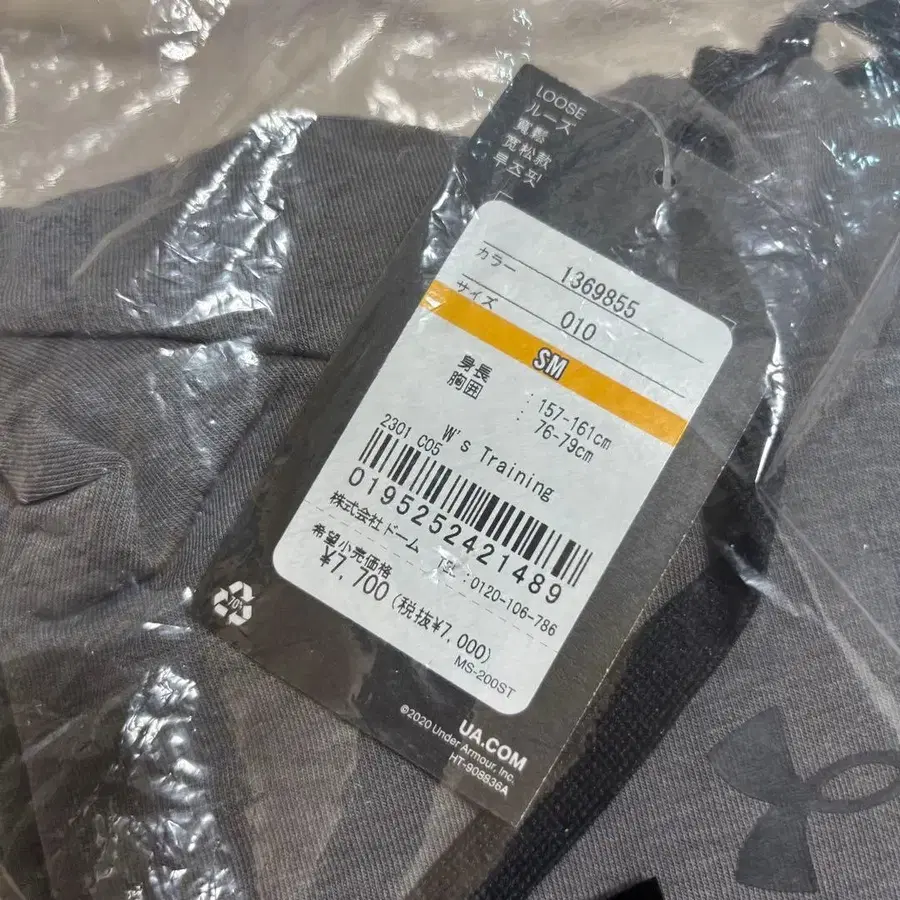 LOOSE
ルーズ
寬鬆
宽松款
루즈핏
1369855
カラー 010
サイズ SM
身長 : 157-161cm
胸囲 : 76-79cm
W's Training
2301 C05
0195252421489
株式会社ドーム TEL:0120-106-786
希望小売価格
¥7,700 (税抜¥7,000)
MS-200ST
UA.COM
©2020 Under Armour, Inc.
HT-908836A